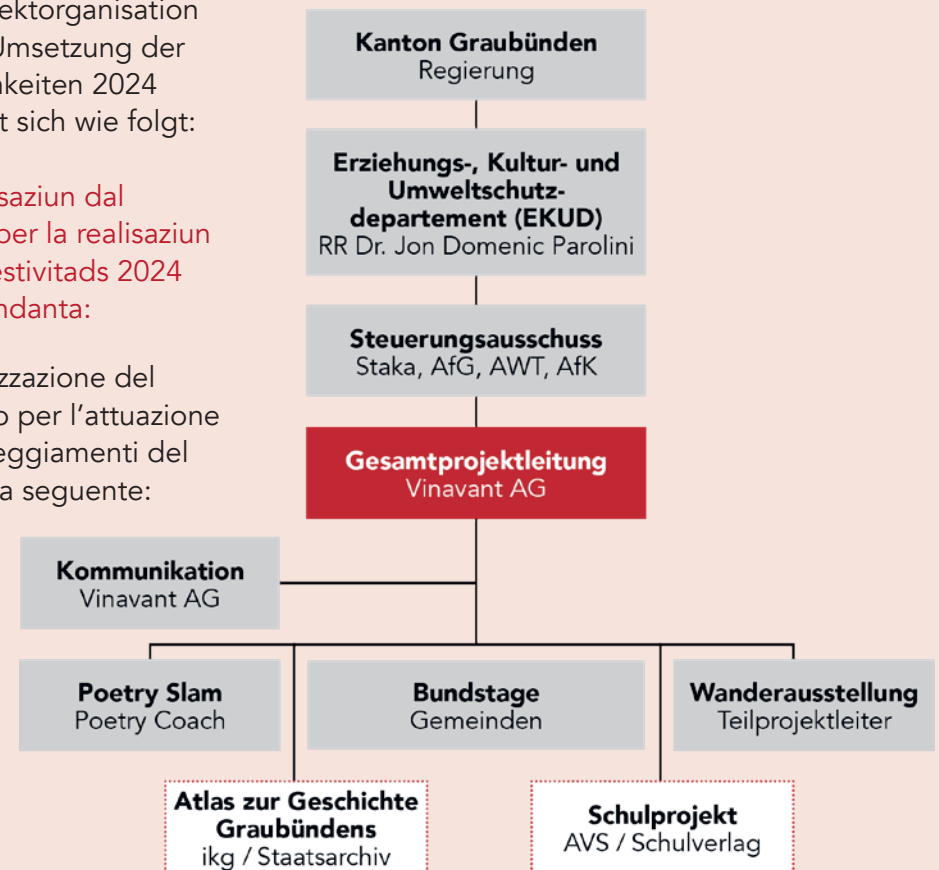 ektorganisation
Umsetzung der
keiten 2024
t sich wie folgt:
saziun dal
per la realisaziun
estivitads 2024
ndanta:
zzazione del
per l'attuazione
eggiamenti del
a seguente:
Kanton Graubünden
Regierung
Erziehungs-, Kultur- und
Umweltschutz-
departement (EKUD)
RR Dr. Jon Domenic Parolini
Steuerungsausschuss
Staka, AfG, AWT, AfK
Gesamtprojektleitung
Vinavant AG
Kommunikation
Vinavant AG
Poetry Slam
Poetry Coach
Bundstage
Gemeinden
Wanderausstellung
Teilprojektleiter
Atlas zur Geschichte
Graubündens
ikg / Staatsarchiv
Schulprojekt
AVS / Schulverlag